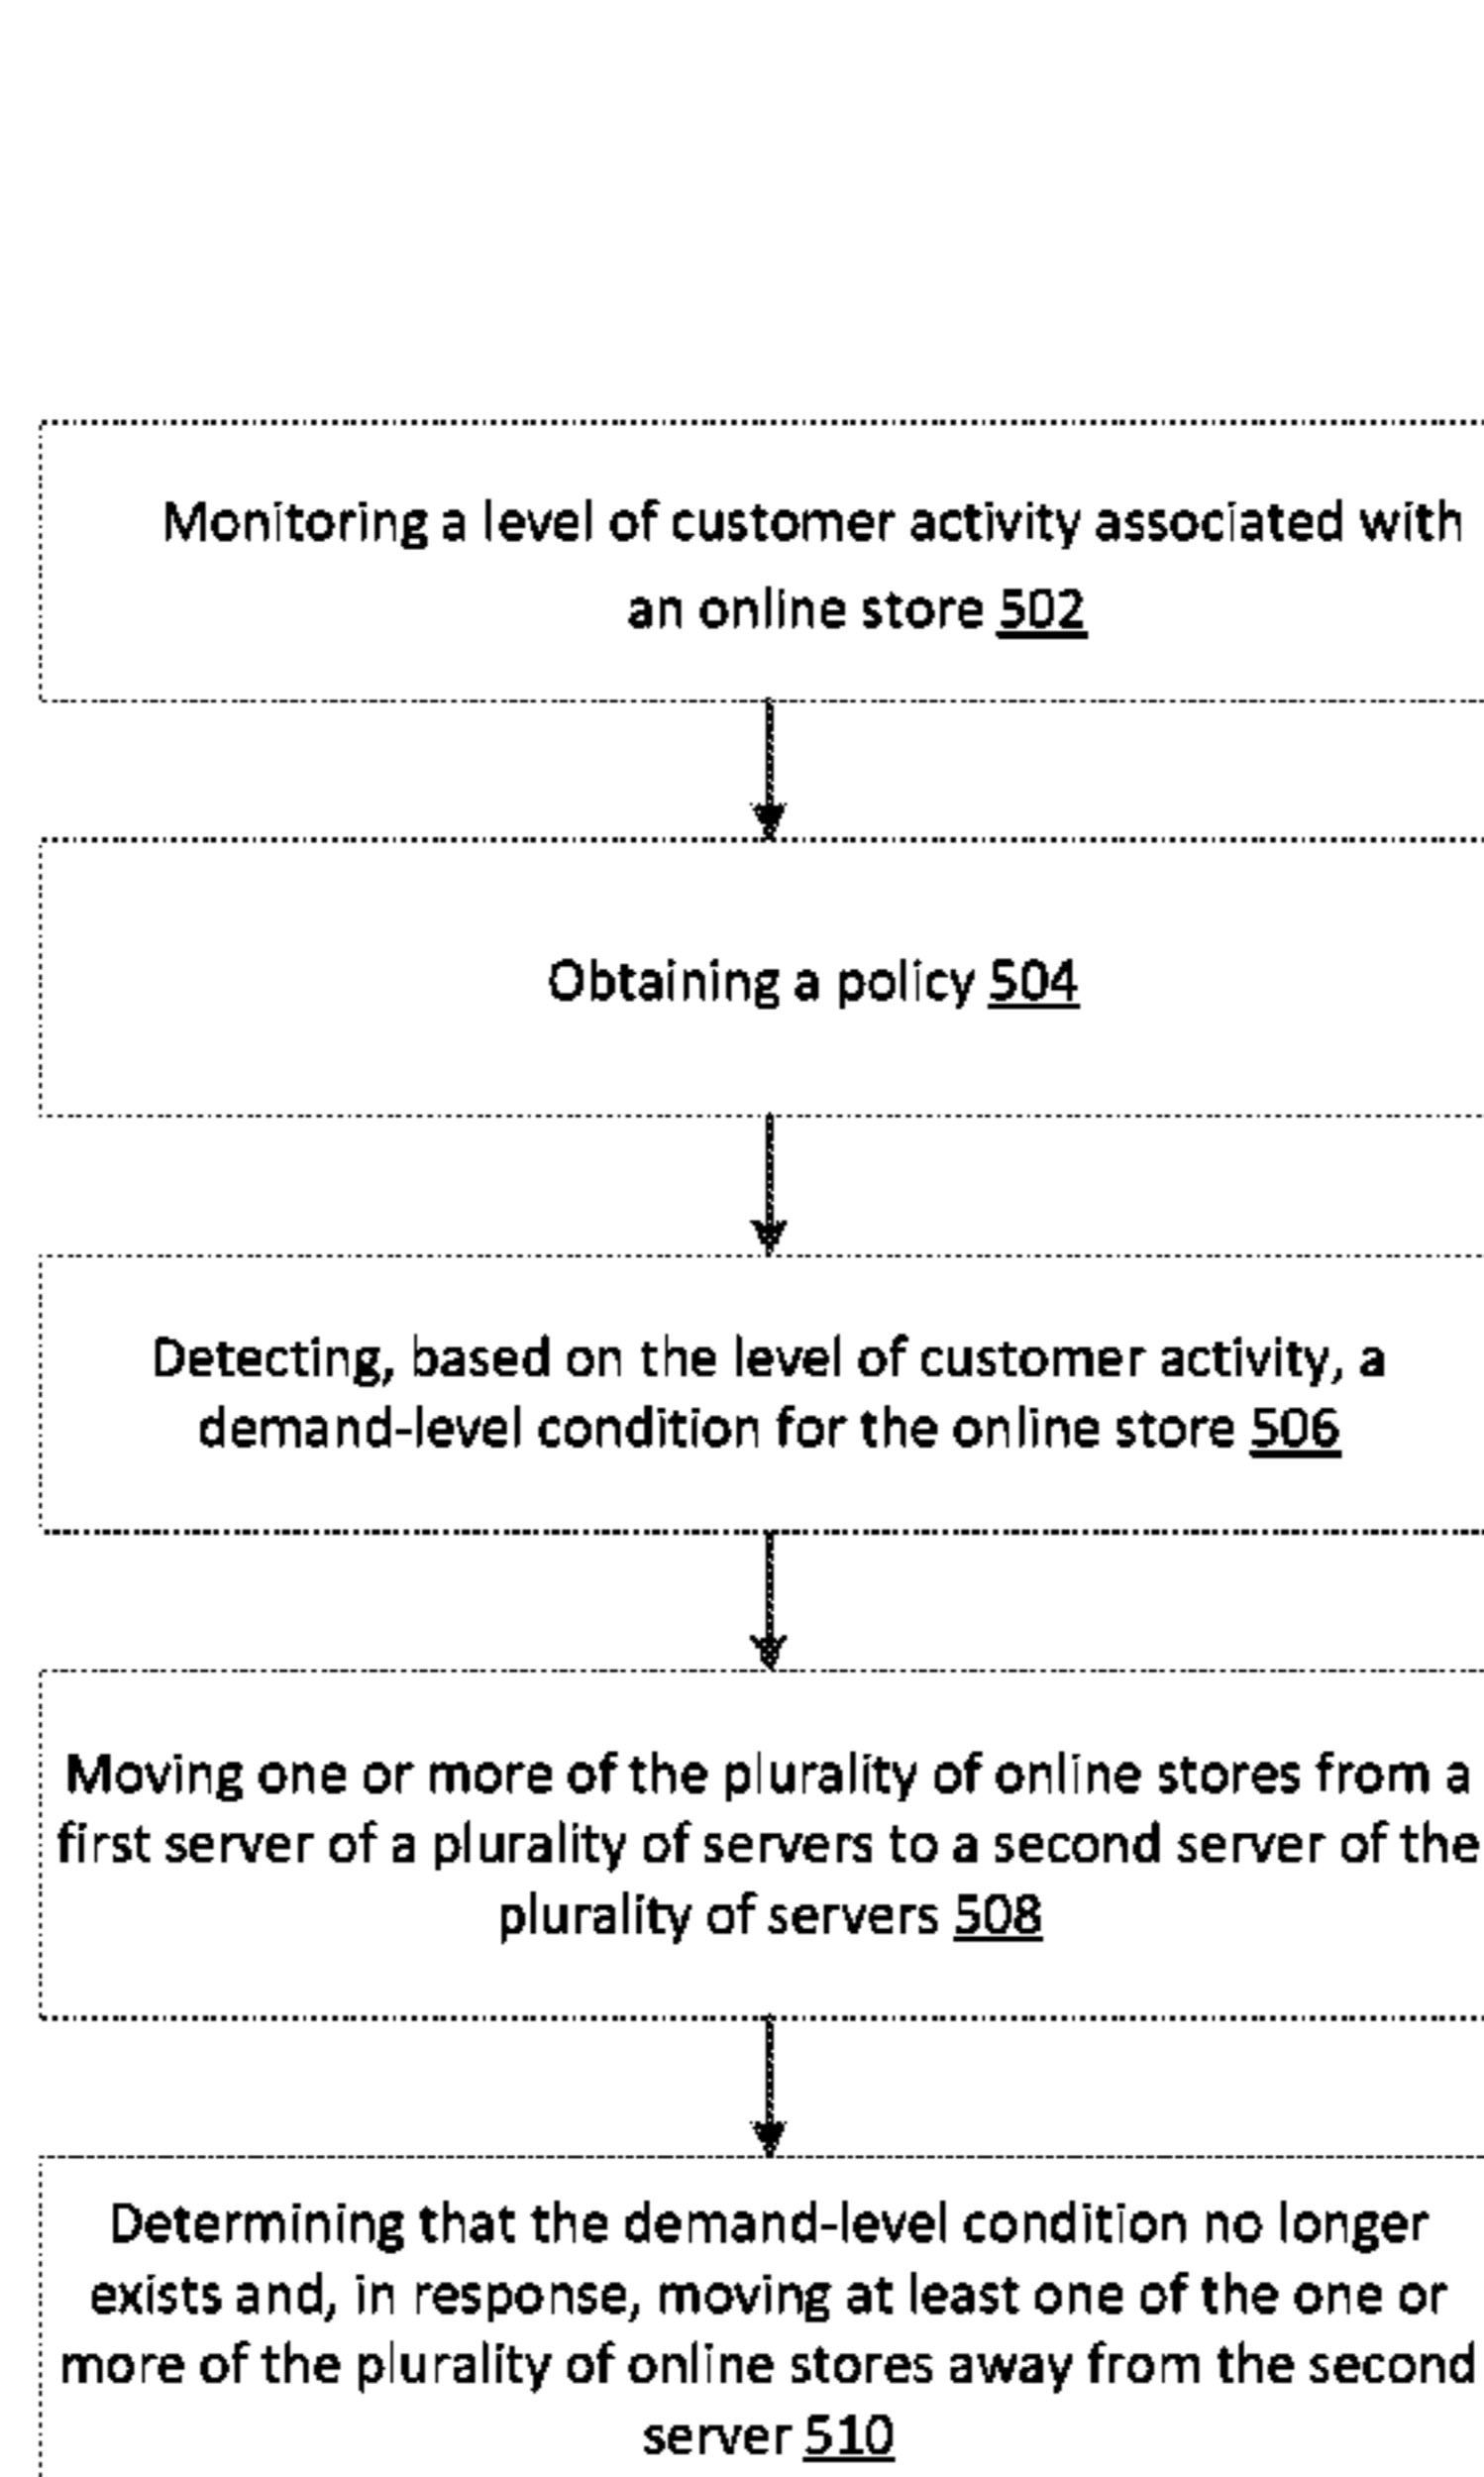 Monitoring a level of customer activity associated with
an online store 502
Obtaining a policy 504
Detecting, based on the level of customer activity, a
demand-level condition for the online store 506
Moving one or more of the plurality of online stores from a
first server of a plurality of servers to a second server of the
plurality of servers 508
Determining that the demand-level condition no longer
exists and, in response, moving at least one of the one or
more of the plurality of online stores away from the second
server 510